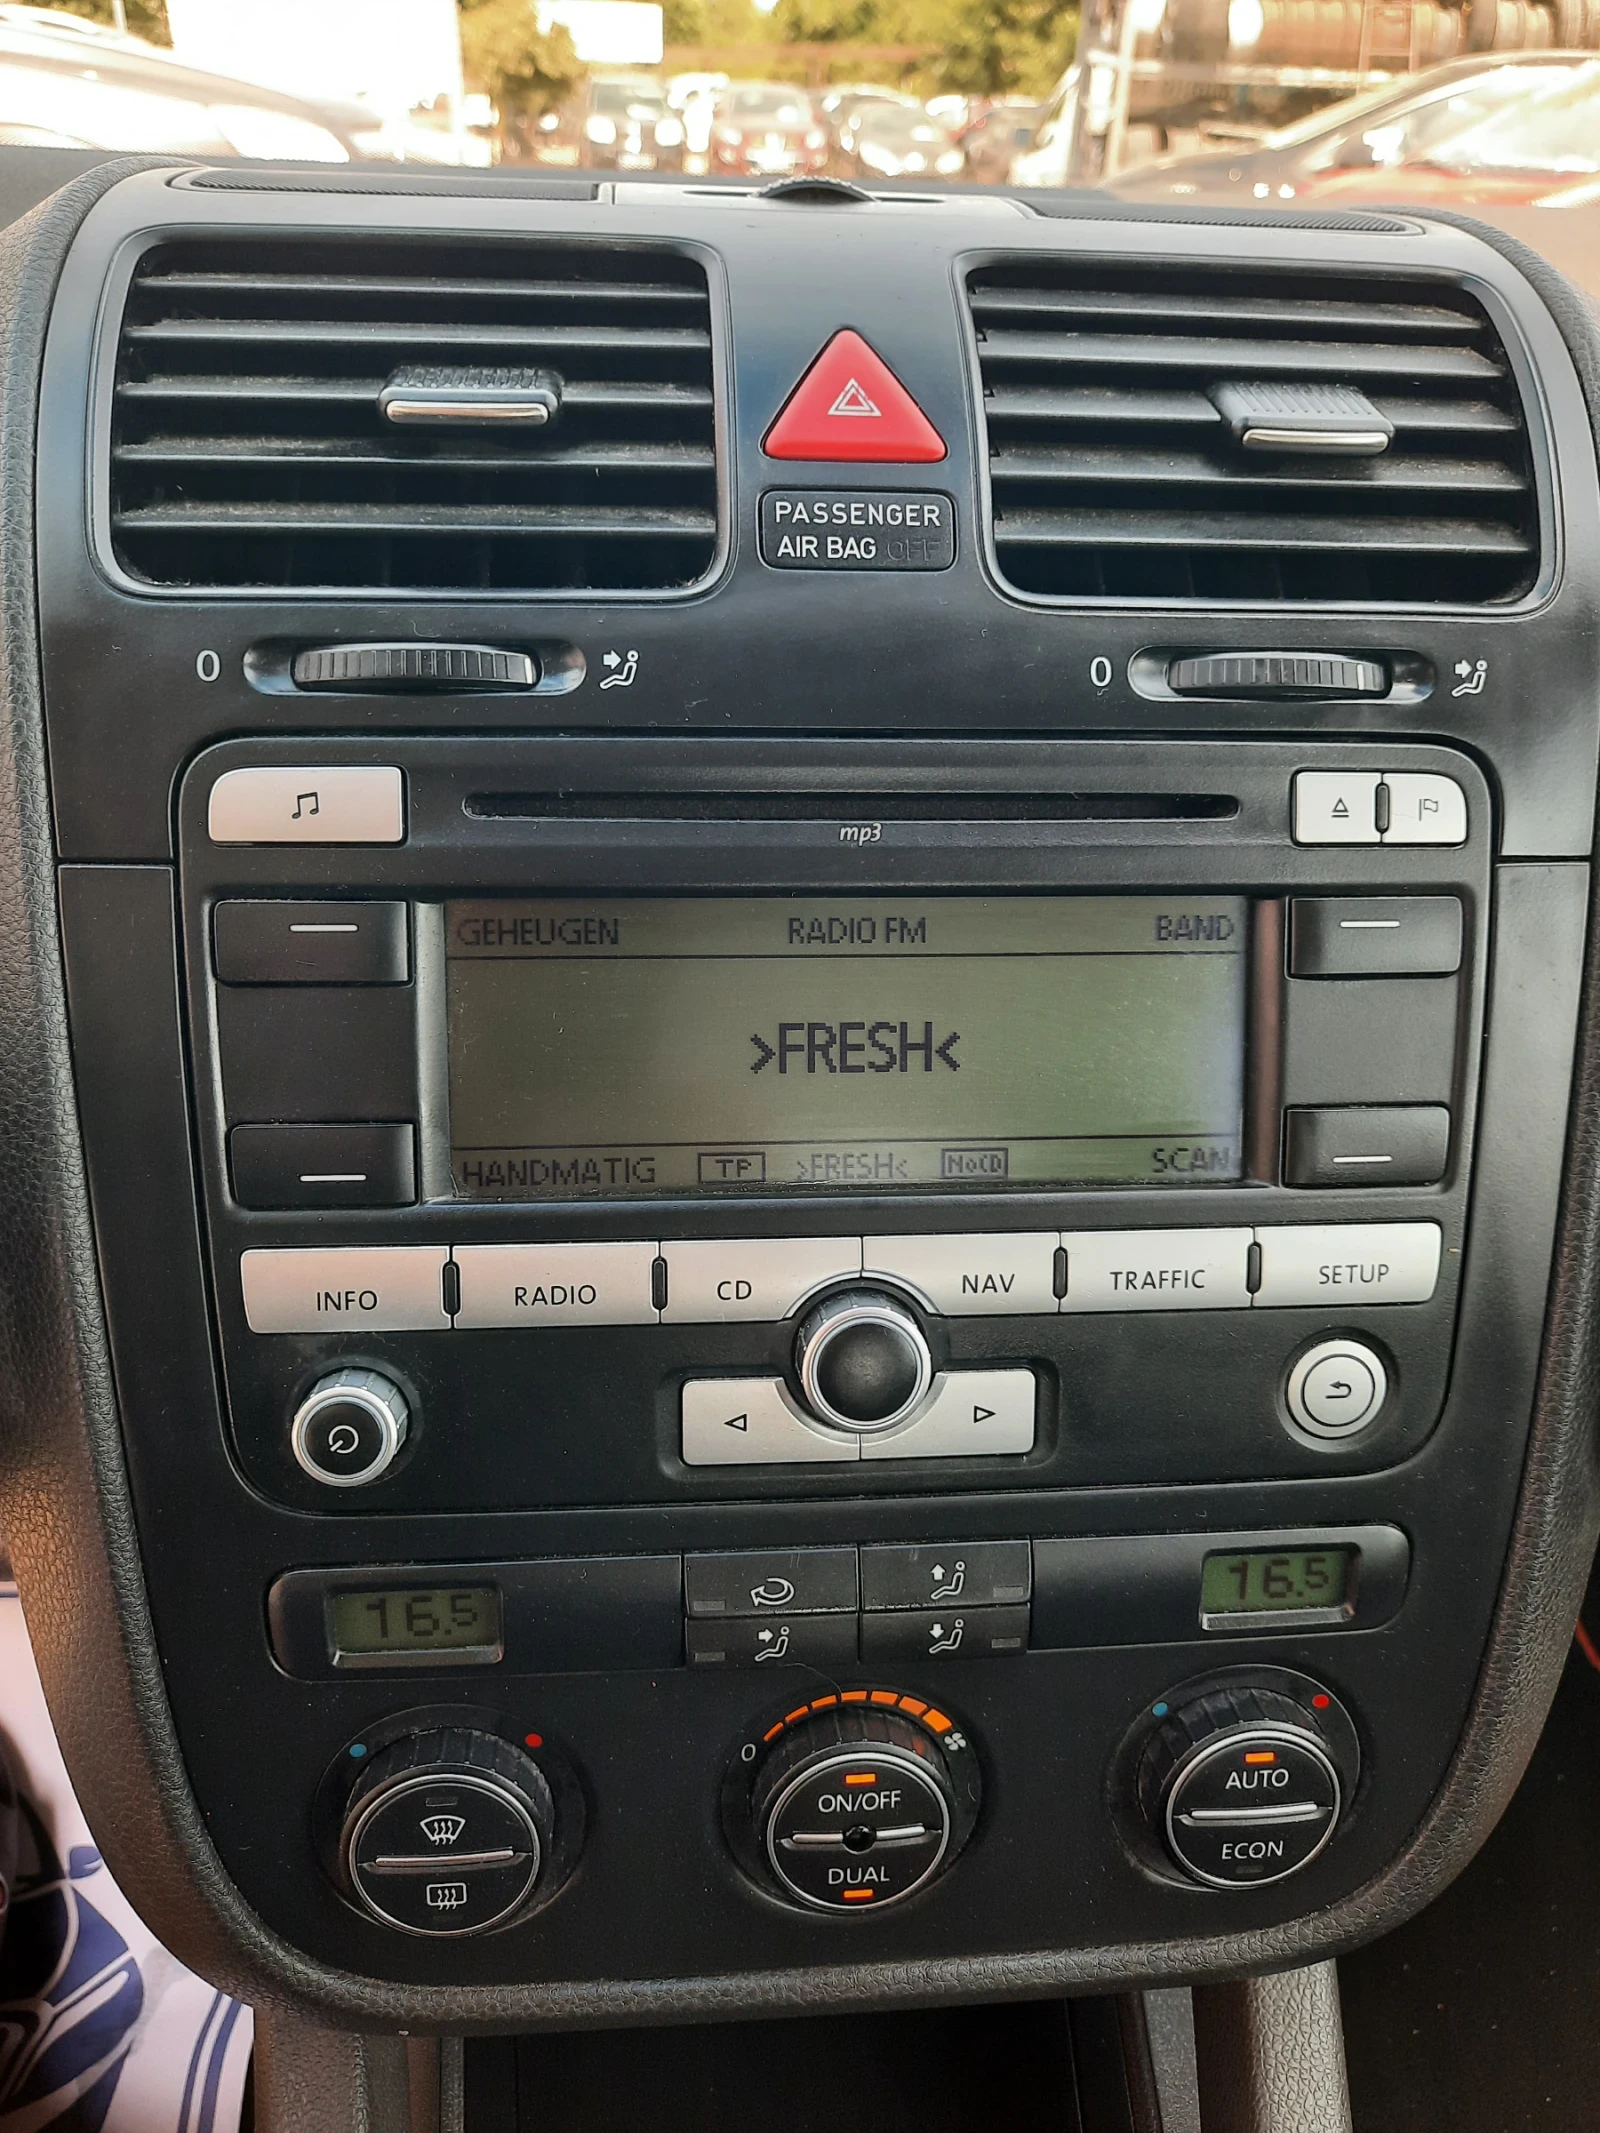 PASSENGER
AIR BAG OFF
0
0
mp3
GEHEUGEN RADIO FM BAND
>FRESH<
HANDMATIG TP >FRESH< NoCD SCAN
INFO RADIO CD NAV TRAFFIC SETUP
16.5 16.5
0
ON/OFF
DUAL
AUTO
ECON